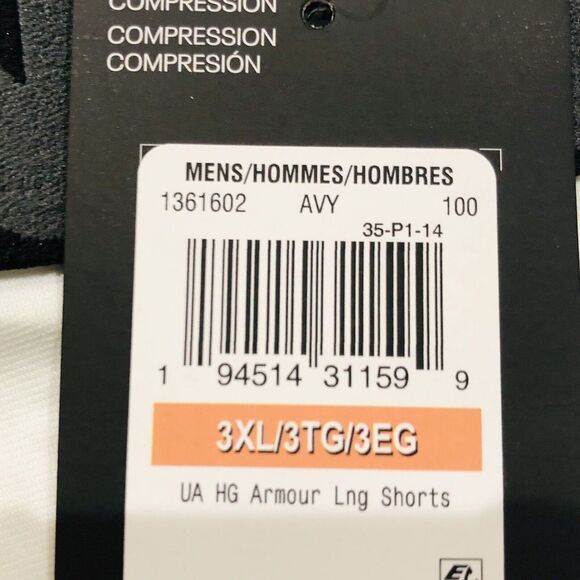 COMPRESSION
COMPRESSION
COMPRESIÓN
MENS/HOMMES/HOMBRES
1361602 AVY 100
35-P1-14
1 94514 31159 9
3XL/3TG/3EG
UA HG Armour Lng Shorts